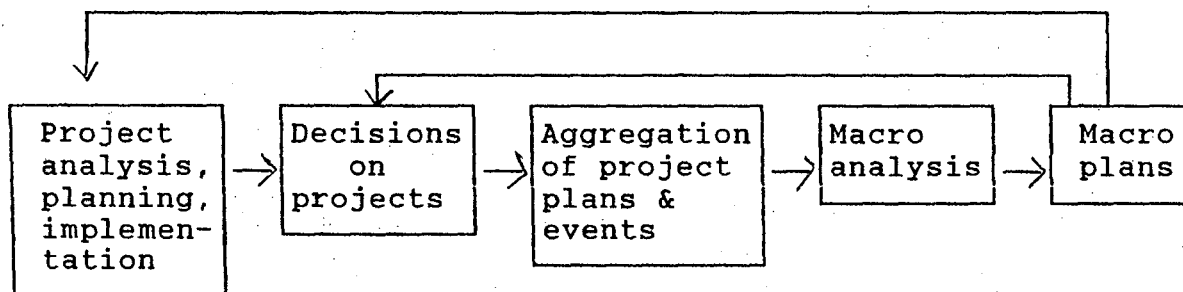 Project
analysis,
planning,
implemen-
tation
Decisions
on
projects
Aggregation
of project
plans &
events
Macro
analysis
Macro
plans